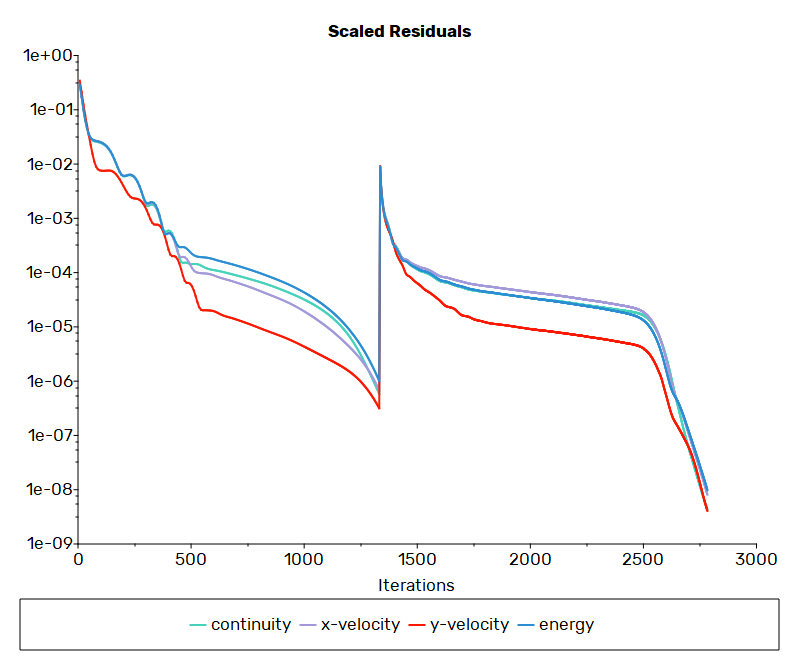 Scaled Residuals
1e+00
1e-01
1e-02
1e-03
1e-04
1e-05
1e-06
1e-07
1e-08
1e-09
0 500 1000 1500 2000 2500 3000
Iterations
continuity x-velocity y-velocity energy